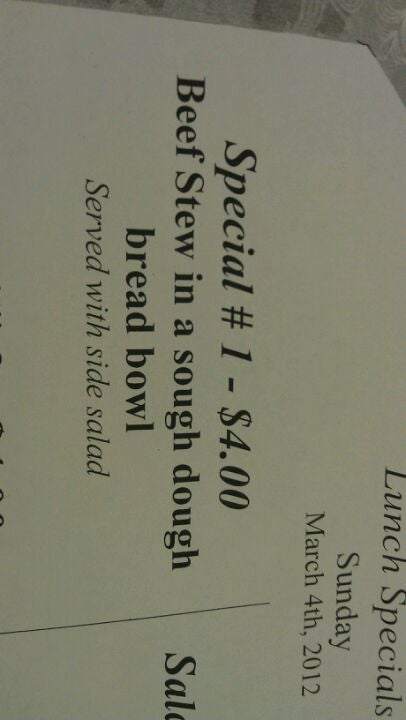 Lunch Specials
Sunday
March 4th, 2012
Special # 1 - $4.00
Beef Stew in a sough dough
bread bowl
Served with side salad